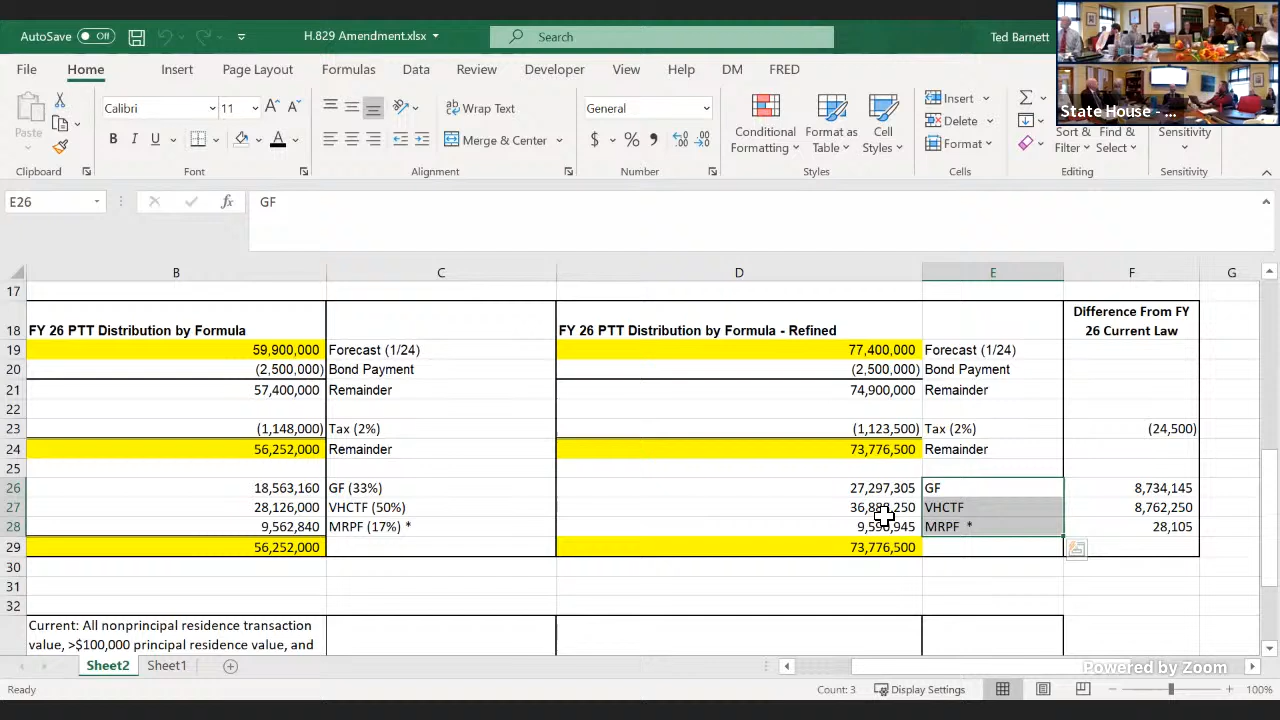 AutoSave Off H.829 Amendment.xlsx Search Ted Barnett
State House - ...
File Home Insert Page Layout Formulas Data Review View Developer Help DM FRED
Paste
Calibri 11
B I U
Wrap Text
Merge & Center
General
$ %
Conditional Formatting
Format as Table
Cell Styles
Insert
Delete
Format
Sort & Filter
Find & Select
Sensitivity
Clipboard Font Alignment Number Styles Cells Editing Sensitivity
E26 fx GF
B C D E F G
17
18 FY 26 PTT Distribution by Formula FY 26 PTT Distribution by Formula - Refined Difference From FY 26 Current Law
19 59,900,000 Forecast (1/24) 77,400,000 Forecast (1/24)
20 (2,500,000) Bond Payment (2,500,000) Bond Payment
21 57,400,000 Remainder 74,900,000 Remainder
22
23 (1,148,000) Tax (2%) (1,123,500) Tax (2%) (24,500)
24 56,252,000 Remainder 73,776,500 Remainder
25
26 18,563,160 GF (33%) 27,297,305 GF 8,734,145
27 28,126,000 VHCTF (50%) VHCTF 8,762,250
28 9,562,840 MRPF (17%) * MRPF * 28,105
29 56,252,000 73,776,500
30
31
32
Current: All nonprincipal residence transaction
value, >$100,000 principal residence value, and
Sheet2 Sheet1
Powered by Zoom
Ready Count: 3 Display Settings 100%